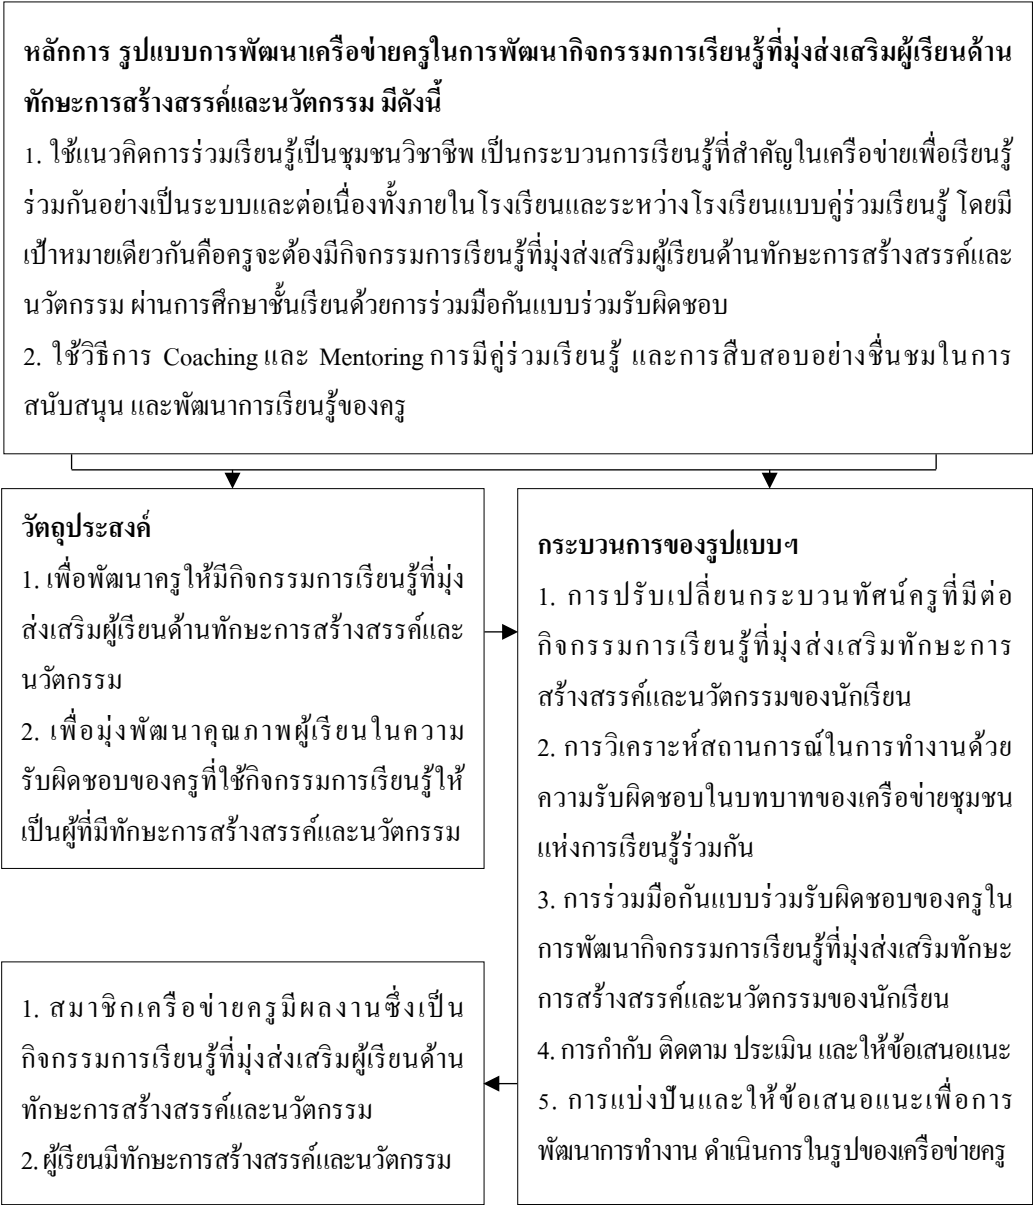 หลักการ รูปแบบการพัฒนาเครือข่ายครูในการพัฒนากิจกรรมการเรียนรู้ที่มุ่งส่งเสริมผู้เรียนด้าน
ทักษะการสร้างสรรค์และนวัตกรรม มีดังนี้
1. ใช้แนวคิดการร่วมเรียนรู้เป็นชุมชนวิชาชีพ เป็นกระบวนการเรียนรู้ที่สำคัญในเครือข่ายเพื่อเรียนรู้
ร่วมกันอย่างเป็นระบบและต่อเนื่องทั้งภายในโรงเรียนและระหว่างโรงเรียนแบบคู่ร่วมเรียนรู้ โดยมี
เป้าหมายเดียวกันคือครูจะต้องมีกิจกรรมการเรียนรู้ที่มุ่งส่งเสริมผู้เรียนด้านทักษะการสร้างสรรค์และ
นวัตกรรม ผ่านการศึกษาชั้นเรียนด้วยการร่วมมือกันแบบร่วมรับผิดชอบ
2. ใช้วิธีการ Coaching และ Mentoring การมีคู่ร่วมเรียนรู้ และการสืบสอบอย่างชื่นชมในการ
สนับสนุน และพัฒนาการเรียนรู้ของครู
วัตถุประสงค์
1. เพื่อพัฒนาครูให้มีกิจกรรมการเรียนรู้ที่มุ่ง
ส่งเสริมผู้เรียนด้านทักษะการสร้างสรรค์และ
นวัตกรรม
2. เพื่อมุ่งพัฒนาคุณภาพผู้เรียนในความ
รับผิดชอบของครูที่ใช้กิจกรรมการเรียนรู้ให้
เป็นผู้ที่มีทักษะการสร้างสรรค์และนวัตกรรม
กระบวนการของรูปแบบฯ
1. การปรับเปลี่ยนกระบวนทัศน์ครูที่มีต่อ
กิจกรรมการเรียนรู้ที่มุ่งส่งเสริมทักษะการ
สร้างสรรค์และนวัตกรรมของนักเรียน
2. การวิเคราะห์สถานการณ์ในการทำงานด้วย
ความรับผิดชอบในบทบาทของเครือข่ายชุมชน
แห่งการเรียนรู้ร่วมกัน
3. การร่วมมือกันแบบร่วมรับผิดชอบของครูใน
การพัฒนากิจกรรมการเรียนรู้ที่มุ่งส่งเสริมทักษะ
การสร้างสรรค์และนวัตกรรมของนักเรียน
4. การกำกับ ติดตาม ประเมิน และให้ข้อเสนอแนะ
5. การแบ่งปันและให้ข้อเสนอแนะเพื่อการ
พัฒนาการทำงาน ดำเนินการในรูปของเครือข่ายครู
1. สมาชิกเครือข่ายครูมีผลงานซึ่งเป็น
กิจกรรมการเรียนรู้ที่มุ่งส่งเสริมผู้เรียนด้าน
ทักษะการสร้างสรรค์และนวัตกรรม
2. ผู้เรียนมีทักษะการสร้างสรรค์และนวัตกรรม